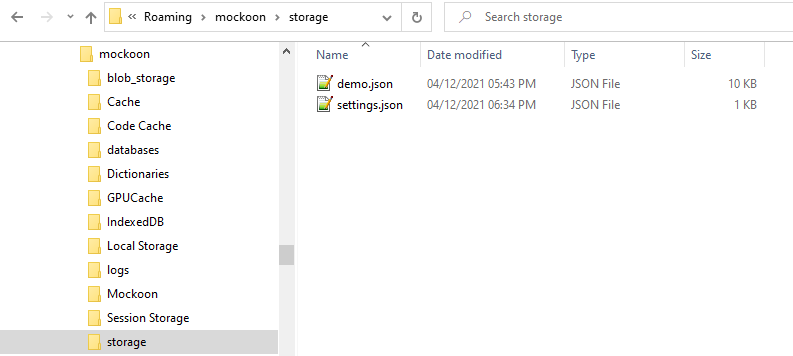 « Roaming > mockoon > storage
Search storage
mockoon
blob_storage
Cache
Code Cache
databases
Dictionaries
GPUCache
IndexedDB
Local Storage
logs
Mockoon
Session Storage
storage
Name Date modified Type Size
demo.json 04/12/2021 05:43 PM JSON File 10 KB
settings.json 04/12/2021 06:34 PM JSON File 1 KB